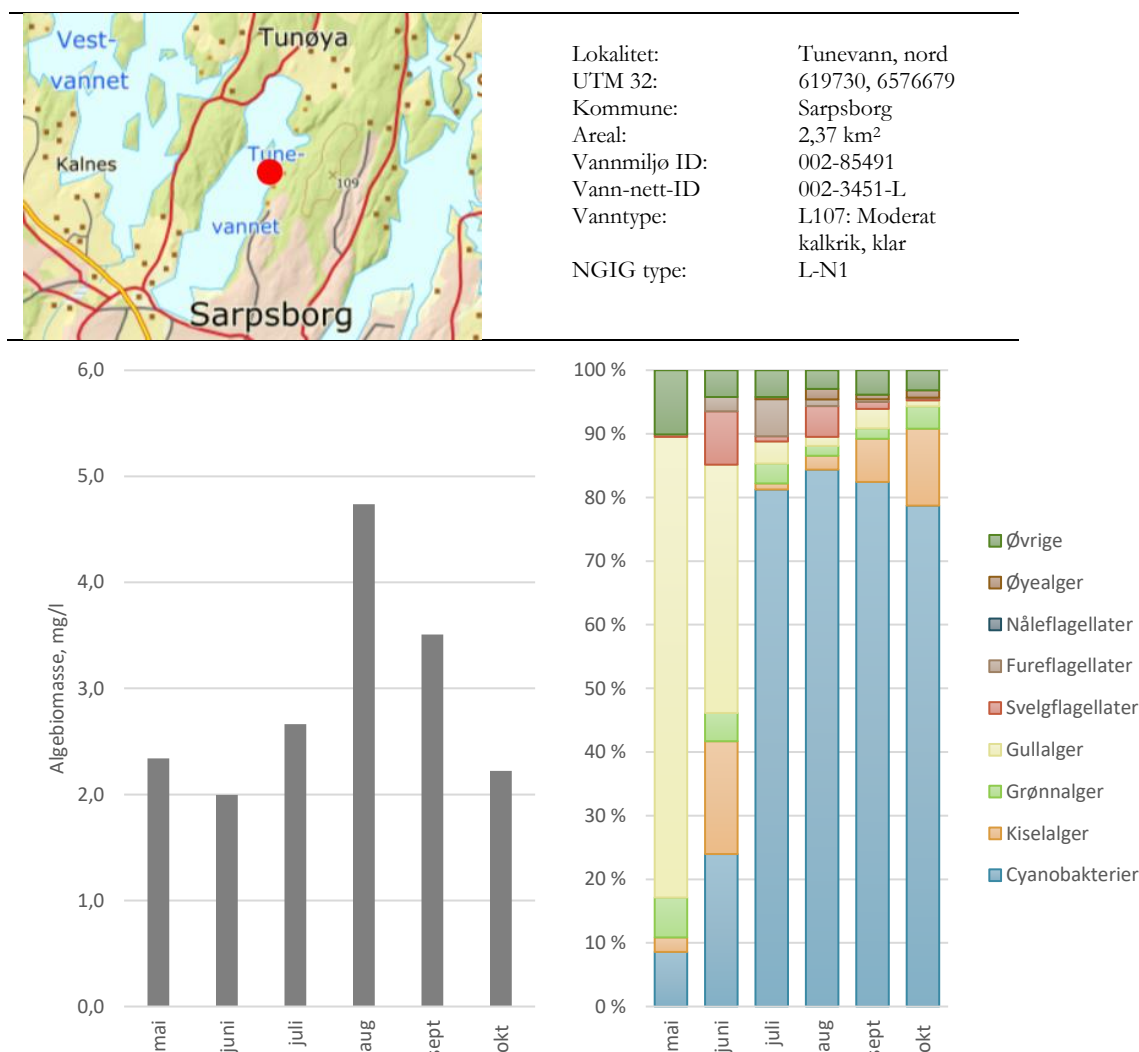 Vest-
vannet
Tunøya
Kalnes
Tune-
109
vannet
Sarpsborg
Lokalitet: Tunevann, nord
UTM 32: 619730, 6576679
Kommune: Sarpsborg
Areal: 2,37 km²
Vannmiljø ID: 002-85491
Vann-nett-ID 002-3451-L
Vanntype: L107: Moderat
kalkrik, klar
NGIG type: L-N1
Algebiomasse, mg/l
6,0
5,0
4,0
3,0
2,0
1,0
0,0
mai
juni
juli
aug
sept
okt
100 %
90 %
80 %
70 %
60 %
50 %
40 %
30 %
20 %
10 %
0 %
mai
juni
juli
aug
sept
okt
Øvrige
Øyealger
Nåleflagellater
Fureflagellater
Svelgflagellater
Gullalger
Grønnalger
Kiselalger
Cyanobakterier